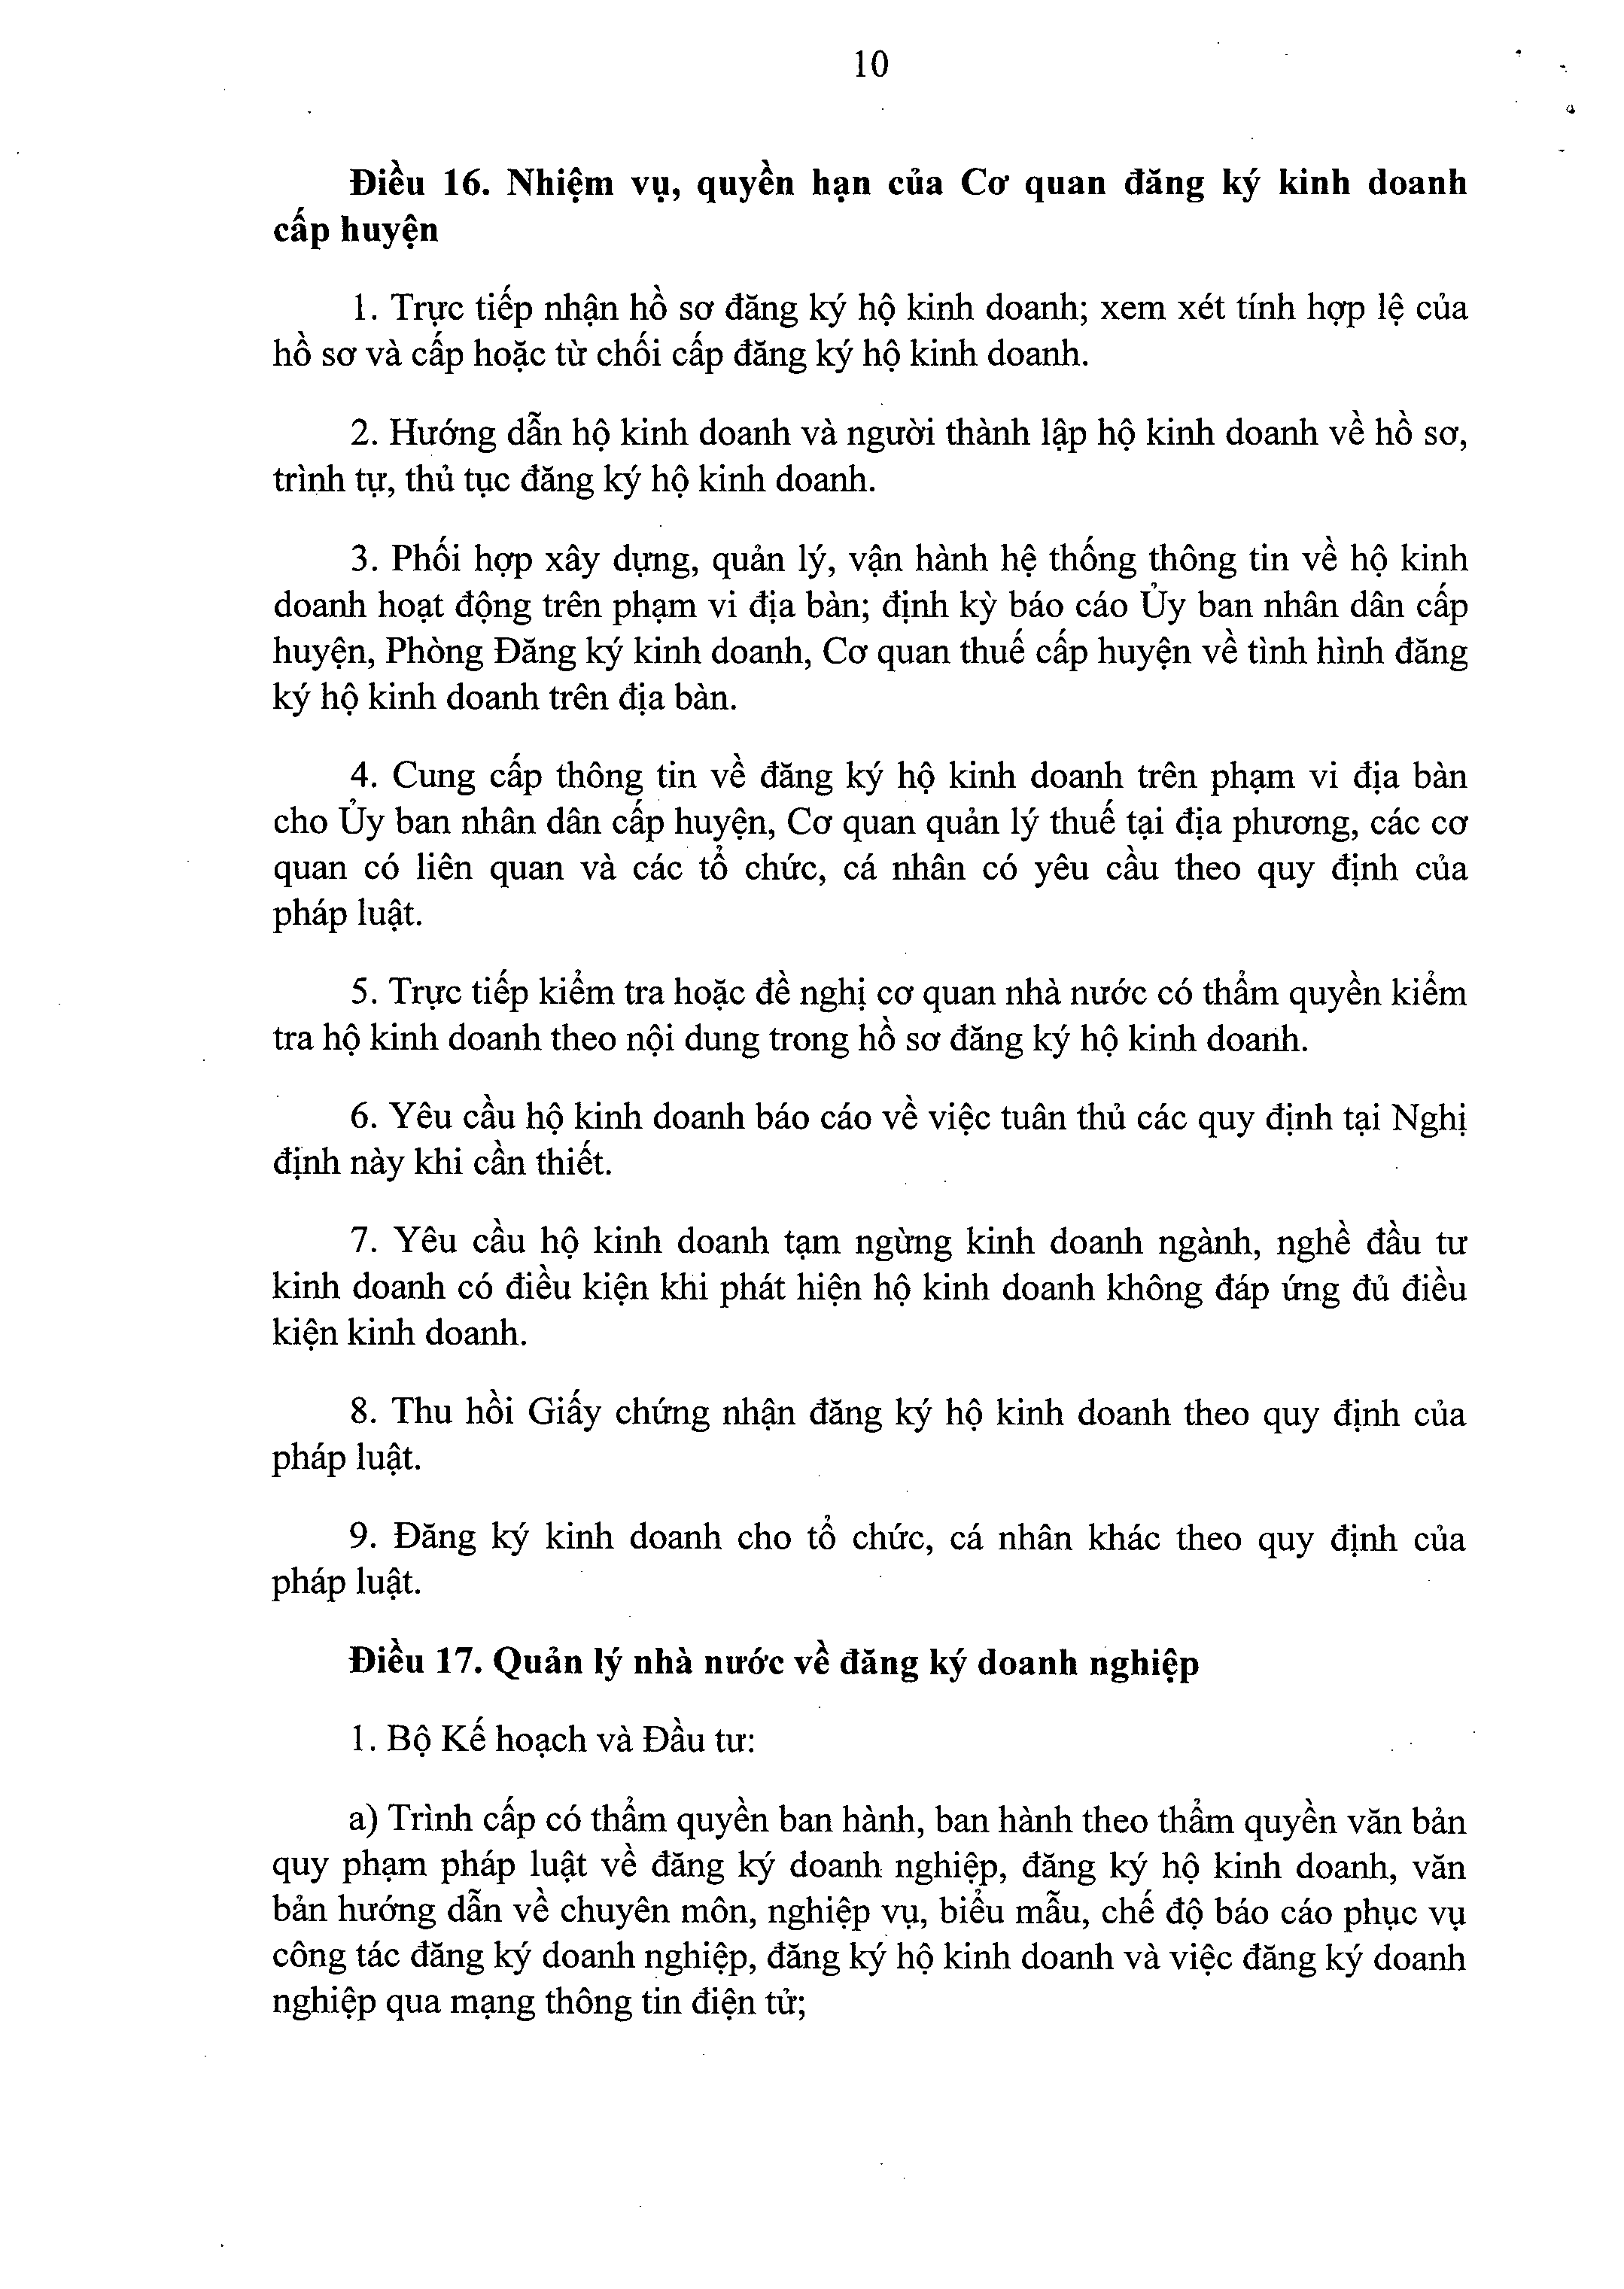 10
Điều 16. Nhiệm vụ, quyền hạn của Cơ quan đăng ký kinh doanh
cấp huyện
1. Trực tiếp nhận hồ sơ đăng ký hộ kinh doanh; xem xét tính hợp lệ của
hồ sơ và cấp hoặc từ chối cấp đăng ký hộ kinh doanh.
2. Hướng dẫn hộ kinh doanh và người thành lập hộ kinh doanh về hồ sơ,
trình tự, thủ tục đăng ký hộ kinh doanh.
3. Phối hợp xây dựng, quản lý, vận hành hệ thống thông tin về hộ kinh
doanh hoạt động trên phạm vi địa bàn; định kỳ báo cáo Ủy ban nhân dân cấp
huyện, Phòng Đăng ký kinh doanh, Cơ quan thuế cấp huyện về tình hình đăng
ký hộ kinh doanh trên địa bàn.
4. Cung cấp thông tin về đăng ký hộ kinh doanh trên phạm vi địa bàn
cho Ủy ban nhân dân cấp huyện, Cơ quan quản lý thuế tại địa phương, các cơ
quan có liên quan và các tổ chức, cá nhân có yêu cầu theo quy định của
pháp luật.
5. Trực tiếp kiểm tra hoặc đề nghị cơ quan nhà nước có thẩm quyền kiểm
tra hộ kinh doanh theo nội dung trong hồ sơ đăng ký hộ kinh doanh.
6. Yêu cầu hộ kinh doanh báo cáo về việc tuân thủ các quy định tại Nghị
định này khi cần thiết.
7. Yêu cầu hộ kinh doanh tạm ngừng kinh doanh ngành, nghề đầu tư
kinh doanh có điều kiện khi phát hiện hộ kinh doanh không đáp ứng đủ điều
kiện kinh doanh.
8. Thu hồi Giấy chứng nhận đăng ký hộ kinh doanh theo quy định của
pháp luật.
9. Đăng ký kinh doanh cho tổ chức, cá nhân khác theo quy định của
pháp luật.
Điều 17. Quản lý nhà nước về đăng ký doanh nghiệp
1. Bộ Kế hoạch và Đầu tư:
a) Trình cấp có thẩm quyền ban hành, ban hành theo thẩm quyền văn bản
quy phạm pháp luật về đăng ký doanh nghiệp, đăng ký hộ kinh doanh, văn
bản hướng dẫn về chuyên môn, nghiệp vụ, biểu mẫu, chế độ báo cáo phục vụ
công tác đăng ký doanh nghiệp, đăng ký hộ kinh doanh và việc đăng ký doanh
nghiệp qua mạng thông tin điện tử;